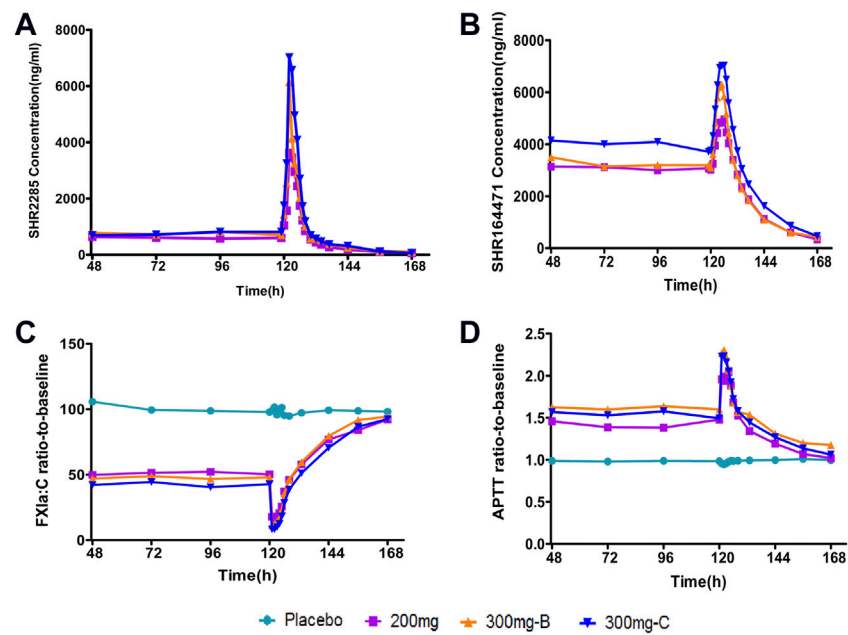 A
SHR2285 Concentration(ng/ml)
8000
6000
4000
2000
0
48 72 96 120 144 168
Time(h)
B
SHR164471 Concentration(ng/ml)
8000
6000
4000
2000
0
48 72 96 120 144 168
Time(h)
C
FXIa:C ratio-to-baseline
150
100
50
0
48 72 96 120 144 168
Time(h)
D
APTT ratio-to-baseline
2.5
2.0
1.5
1.0
0.5
0.0
48 72 96 120 144 168
Time(h)
Placebo 200mg 300mg-B 300mg-C